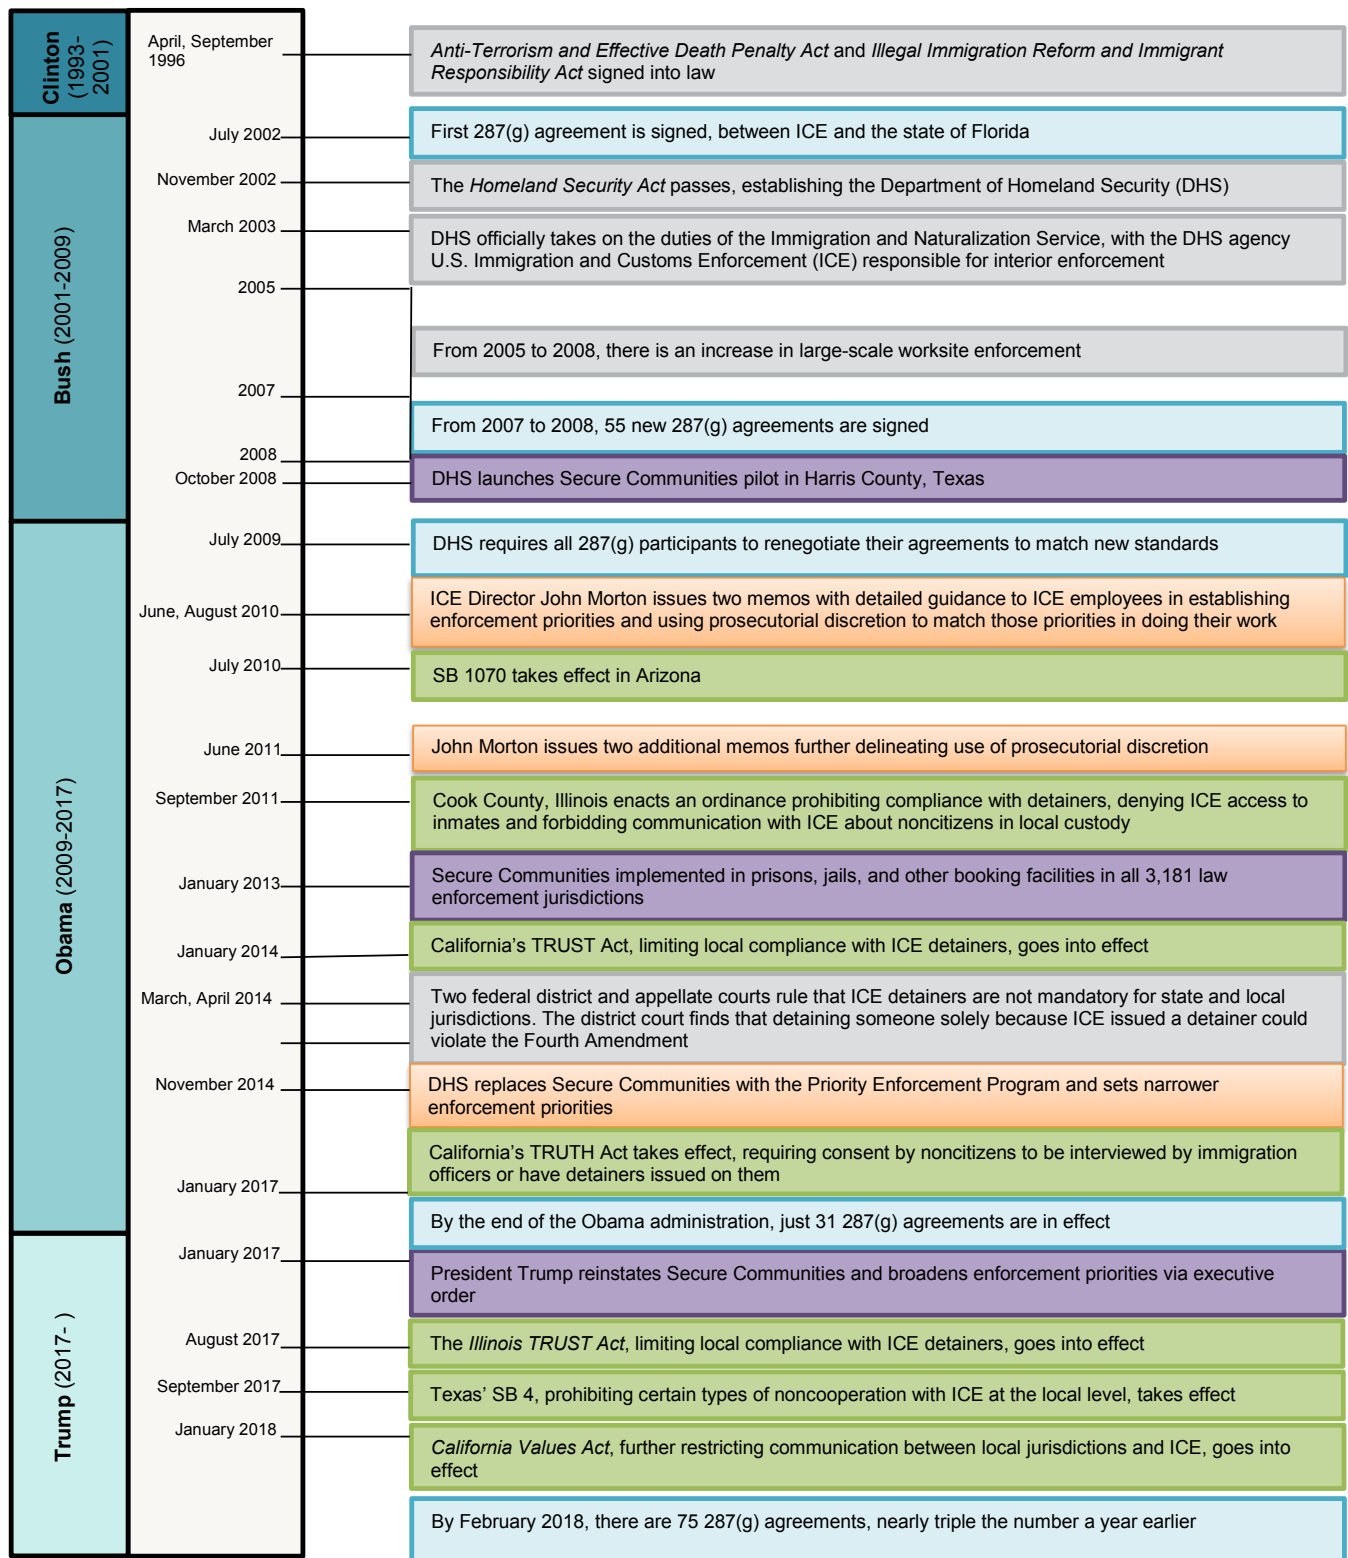 Clinton
(1993-
2001)
April, September
1996
Anti-Terrorism and Effective Death Penalty Act and Illegal Immigration Reform and Immigrant
Responsibility Act signed into law
Bush (2001-2009)
July 2002
First 287(g) agreement is signed, between ICE and the state of Florida
November 2002
The Homeland Security Act passes, establishing the Department of Homeland Security (DHS)
March 2003
DHS officially takes on the duties of the Immigration and Naturalization Service, with the DHS agency
U.S. Immigration and Customs Enforcement (ICE) responsible for interior enforcement
2005
From 2005 to 2008, there is an increase in large-scale worksite enforcement
2007
From 2007 to 2008, 55 new 287(g) agreements are signed
2008
October 2008
DHS launches Secure Communities pilot in Harris County, Texas
Obama (2009-2017)
July 2009
DHS requires all 287(g) participants to renegotiate their agreements to match new standards
June, August 2010
ICE Director John Morton issues two memos with detailed guidance to ICE employees in establishing
enforcement priorities and using prosecutorial discretion to match those priorities in doing their work
July 2010
SB 1070 takes effect in Arizona
June 2011
John Morton issues two additional memos further delineating use of prosecutorial discretion
September 2011
Cook County, Illinois enacts an ordinance prohibiting compliance with detainers, denying ICE access to
inmates and forbidding communication with ICE about noncitizens in local custody
January 2013
Secure Communities implemented in prisons, jails, and other booking facilities in all 3,181 law
enforcement jurisdictions
January 2014
California's TRUST Act, limiting local compliance with ICE detainers, goes into effect
March, April 2014
Two federal district and appellate courts rule that ICE detainers are not mandatory for state and local
jurisdictions. The district court finds that detaining someone solely because ICE issued a detainer could
violate the Fourth Amendment
November 2014
DHS replaces Secure Communities with the Priority Enforcement Program and sets narrower
enforcement priorities
January 2017
California's TRUTH Act takes effect, requiring consent by noncitizens to be interviewed by immigration
officers or have detainers issued on them
By the end of the Obama administration, just 31 287(g) agreements are in effect
Trump (2017- )
January 2017
President Trump reinstates Secure Communities and broadens enforcement priorities via executive
order
August 2017
The Illinois TRUST Act, limiting local compliance with ICE detainers, goes into effect
September 2017
Texas' SB 4, prohibiting certain types of noncooperation with ICE at the local level, takes effect
January 2018
California Values Act, further restricting communication between local jurisdictions and ICE, goes into
effect
By February 2018, there are 75 287(g) agreements, nearly triple the number a year earlier